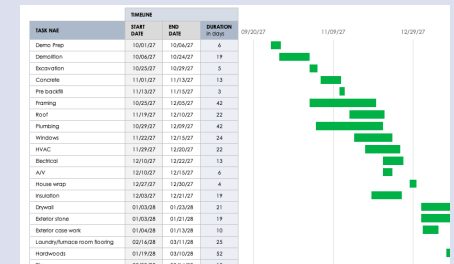 TIMELINE
TASK NAE START DATE END DATE DURATION in days 09/20/27 11/09/27 12/29/27
Demo Prep 10/01/27 10/06/27 6
Demolition 10/06/27 10/24/27 19
Excavation 10/25/27 10/29/27 5
Concrete 11/01/27 11/13/27 13
Pre backfill 11/13/27 11/15/27 3
Framing 10/25/27 12/05/27 42
Roof 11/19/27 12/10/27 22
Plumbing 10/29/27 12/09/27 42
Windows 11/22/27 12/15/27 24
HVAC 11/29/27 12/20/27 22
Electrical 12/10/27 12/22/27 13
A/V 12/10/27 12/15/27 6
House wrap 12/27/27 12/30/27 4
Insulation 12/03/27 12/21/27 19
Drywall 01/03/28 01/23/28 21
Exterior stone 01/03/28 01/21/28 19
Exterior case work 01/04/28 01/13/28 10
Laundry/furnace room flooring 02/16/28 03/11/28 25
Hardwoods 01/19/28 03/10/28 52